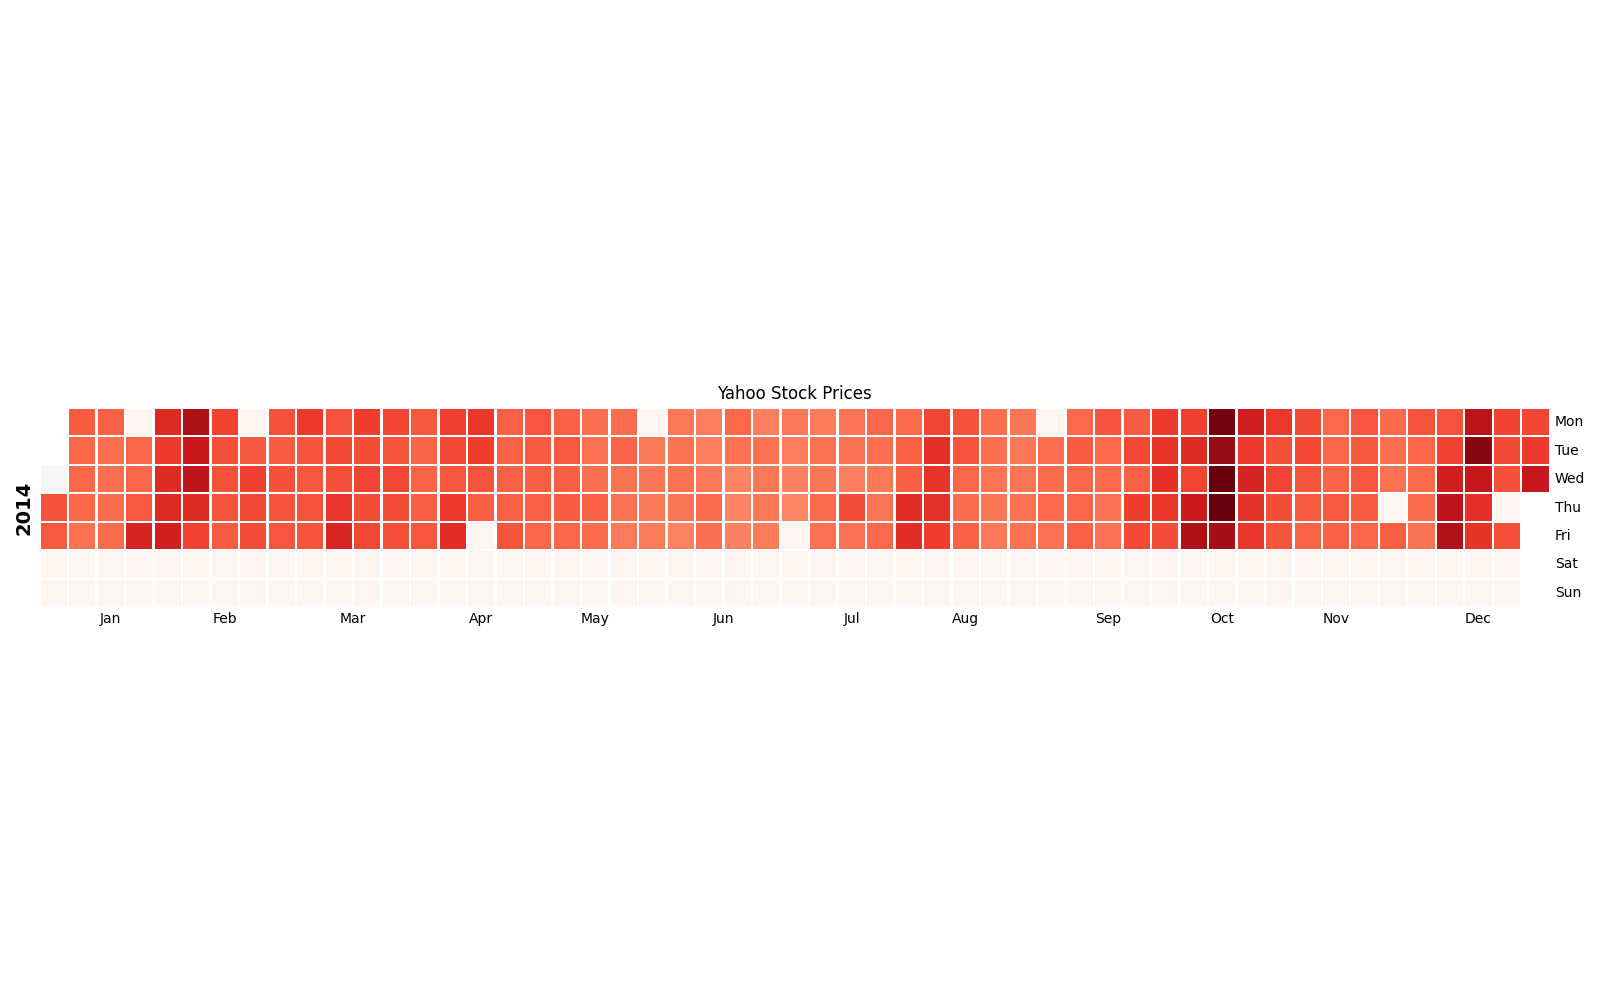 Yahoo Stock Prices
2014
Mon
Tue
Wed
Thu
Fri
Sat
Sun
Jan Feb Mar Apr May Jun Jul Aug Sep Oct Nov Dec